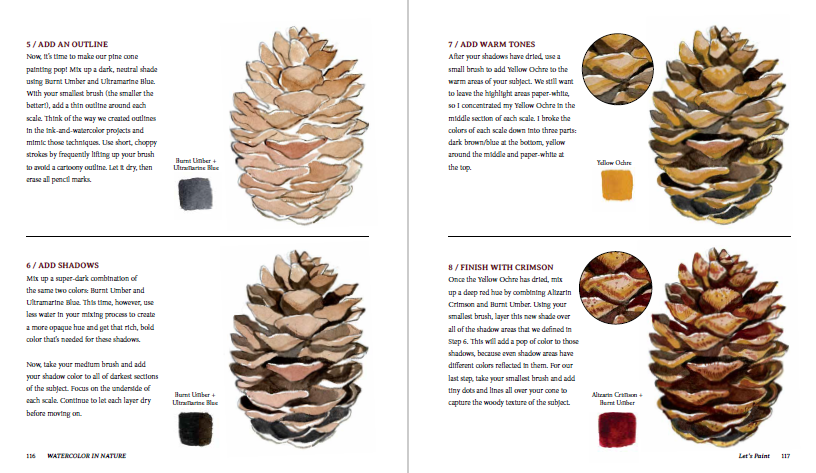 5 / ADD AN OUTLINE
Now, it's time to make our pine cone
painting pop! Mix up a dark, neutral shade
using Burnt Umber and Ultramarine Blue.
With your smallest brush (the smaller the
better!), add a thin outline around each
scale. Think of the way we created outlines
in the ink-and-watercolor projects and
mimic those techniques. Use short, choppy
strokes by frequently lifting up your brush
to avoid a cartoony outline. Let it dry, then
erase all pencil marks.
Burnt Umber +
Ultramarine Blue
6 / ADD SHADOWS
Mix up a super-dark combination of
the same two colors: Burnt Umber and
Ultramarine Blue. This time, however, use
less water in your mixing process to create
a more opaque hue and get that rich, bold
color that's needed for these shadows.
Now, take your medium brush and add
your shadow color to all of darkest sections
of the subject. Focus on the underside of
each scale. Continue to let each layer dry
before moving on.
Burnt Umber +
Ultramarine Blue
116 WATERCOLOR IN NATURE
7 / ADD WARM TONES
After your shadows have dried, use a
small brush to add Yellow Ochre to the
warm areas of your subject. We still want
to leave the highlight areas paper-white,
so I concentrated my Yellow Ochre in the
middle section of each scale. I broke the
colors of each scale down into three parts:
dark brown/blue at the bottom, yellow
around the middle and paper-white at
the top.
Yellow Ochre
8 / FINISH WITH CRIMSON
Once the Yellow Ochre has dried, mix
up a deep red hue by combining Alizarin
Crimson and Burnt Umber. Using your
smallest brush, layer this new shade over
all of the shadow areas that we defined in
Step 6. This will add a pop of color to those
shadows, because even shadow areas have
different colors reflected in them. For our
last step, take your smallest brush and add
tiny dots and lines all over your cone to
capture the woody texture of the subject.
Alizarin Crimson +
Burnt Umber
Let's Paint 117